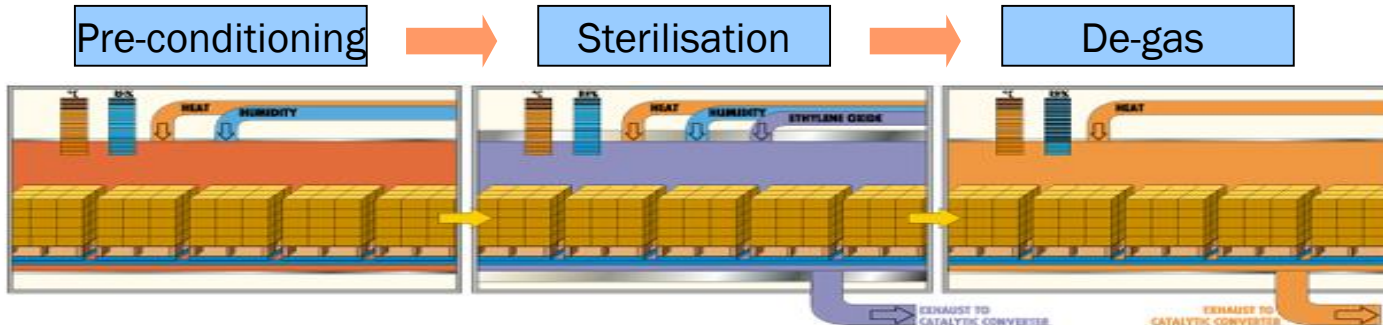 Pre-conditioning
Sterilisation
De-gas
°C
HEAT
HUMIDITY
°C
HEAT
HUMIDITY
ETHYLENE OXIDE
°C
HEAT
EXHAUST TO
CATALYTIC CONVERTER
EXHAUST TO
CATALYTIC CONVERTER